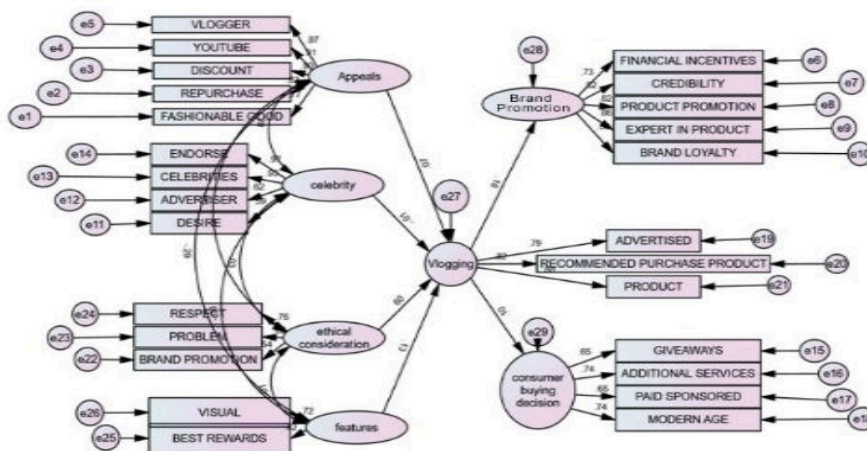 e5
VLOGGER
.87
e4
YOUTUBE
.91
e3
DISCOUNT
e2
REPURCHASE
e1
FASHIONABLE GOOD
Appeals
e14
ENDORSE
e13
CELEBRITIES
e12
ADVERTISER
.62
e11
DESIRE
celebrity
e24
RESPECT
.76
e23
PROBLEM
e22
BRAND PROMOTION
.64
ethical
consideration
e26
VISUAL
.72
e25
BEST REWARDS
features
-.29
e27
Vlogging
e28
Brand
Promotion
.73
FINANCIAL INCENTIVES
e6
CREDIBILITY
e7
PRODUCT PROMOTION
e8
EXPERT IN PRODUCT
e9
BRAND LOYALTY
e10
.79
ADVERTISED
e19
RECOMMENDED PURCHASE PRODUCT
e20
PRODUCT
e21
e29
consumer
buying
decision
.65
GIVEAWAYS
e15
.74
ADDITIONAL SERVICES
e16
.65
PAID SPONSORED
e17
.74
MODERN AGE